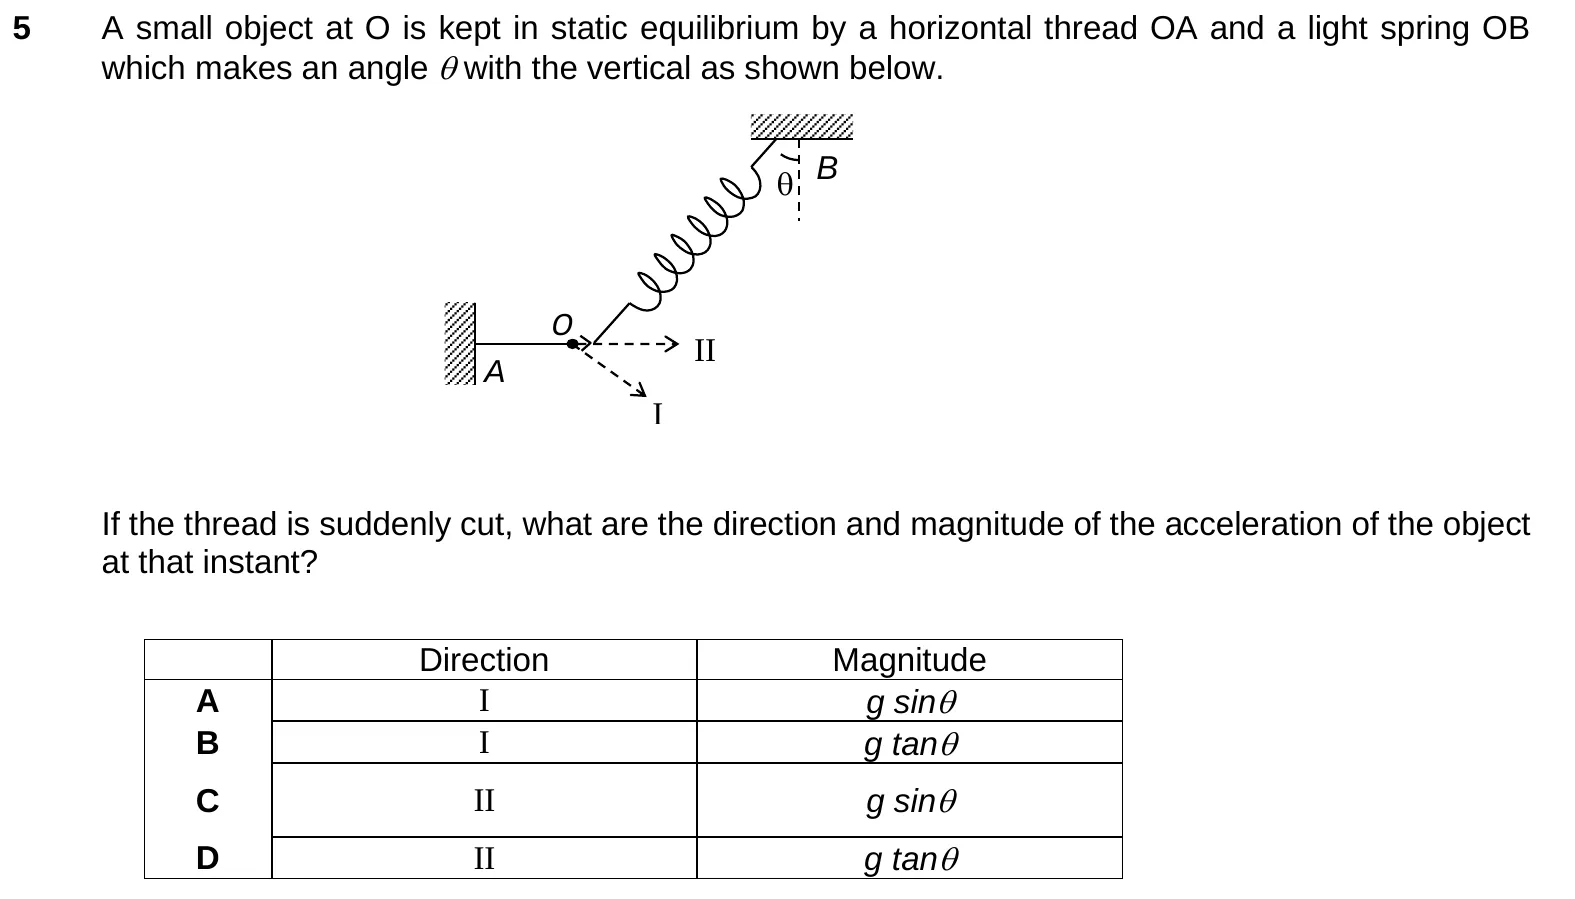 5 A small object at O is kept in static equilibrium by a horizontal thread OA and a light spring OB
which makes an angle θ with the vertical as shown below.
B
θ
O
II
A
I
If the thread is suddenly cut, what are the direction and magnitude of the acceleration of the object
at that instant?
Direction Magnitude
A I g sinθ
B I g tanθ
C II g sinθ
D II g tanθ